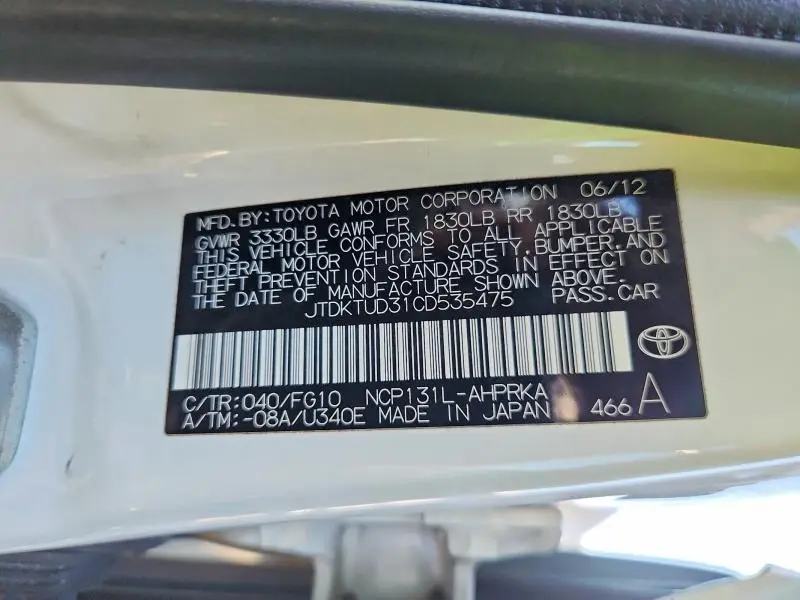 MFD. BY: TOYOTA MOTOR CORPORATION 06/12
GVWR 3330LB GAWR FR 1830LB RR 1830LB
THIS VEHICLE CONFORMS TO ALL APPLICABLE
FEDERAL MOTOR VEHICLE SAFETY, BUMPER, AND
THEFT PREVENTION STANDARDS IN EFFECT ON
THE DATE OF MANUFACTURE SHOWN ABOVE.
JTDKTUD31CD535475 PASS. CAR
C/TR: 040/FG10 NCP131L-AHPRKA
A/TM: -08A/U340E MADE IN JAPAN 466 A